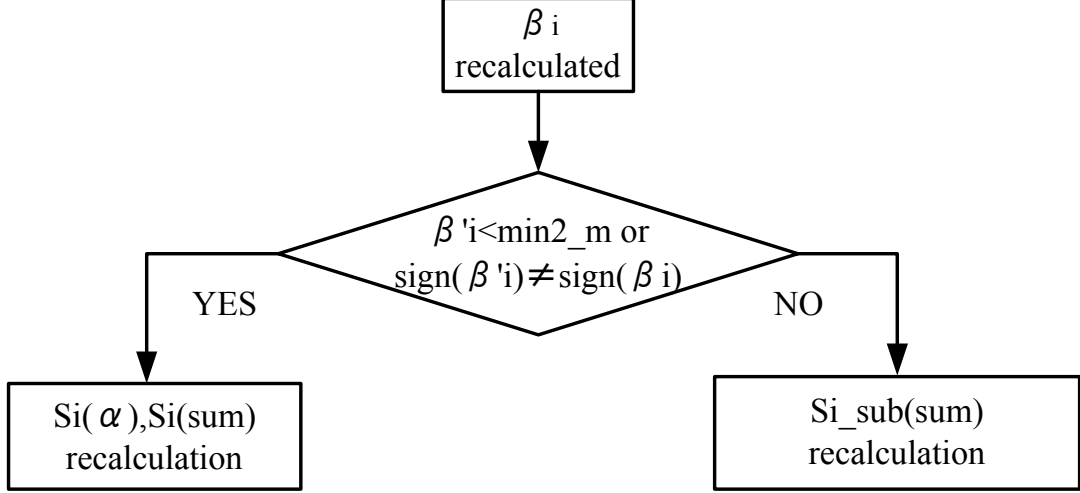 β i
recalculated
β 'i<min2_m or
sign( β 'i)≠sign( β i)
YES
NO
Si( α ),Si(sum)
recalculation
Si_sub(sum)
recalculation